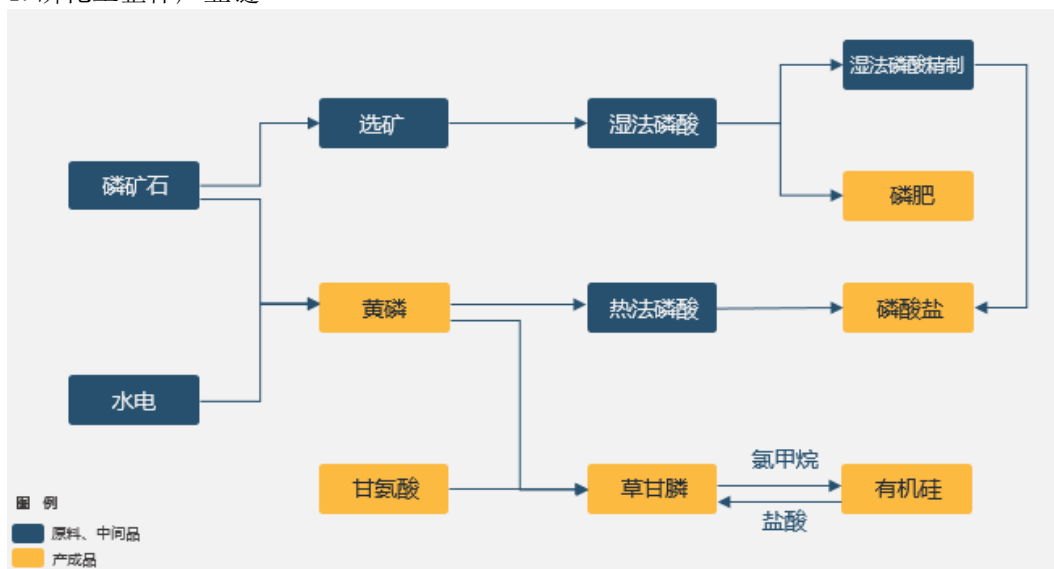 湿法磷酸精制
选矿
湿法磷酸
磷矿石
磷肥
黄磷
热法磷酸
磷酸盐
水电
氯甲烷
甘氨酸
草甘膦
有机硅
盐酸
图 例
原料、中间品
产成品